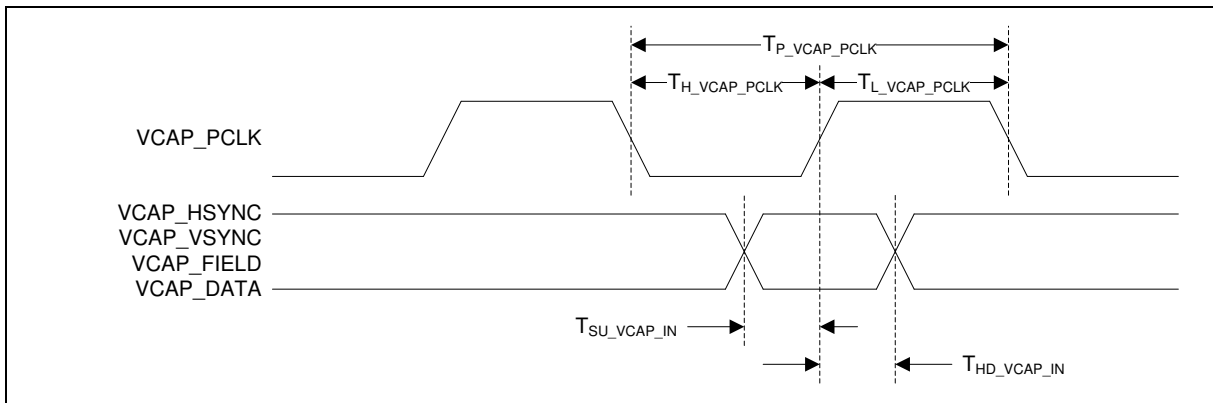 T_P_VCAP_PCLK
T_H_VCAP_PCLK
T_L_VCAP_PCLK
VCAP_PCLK
VCAP_HSYNC
VCAP_VSYNC
VCAP_FIELD
VCAP_DATA
T_SU_VCAP_IN
T_HD_VCAP_IN